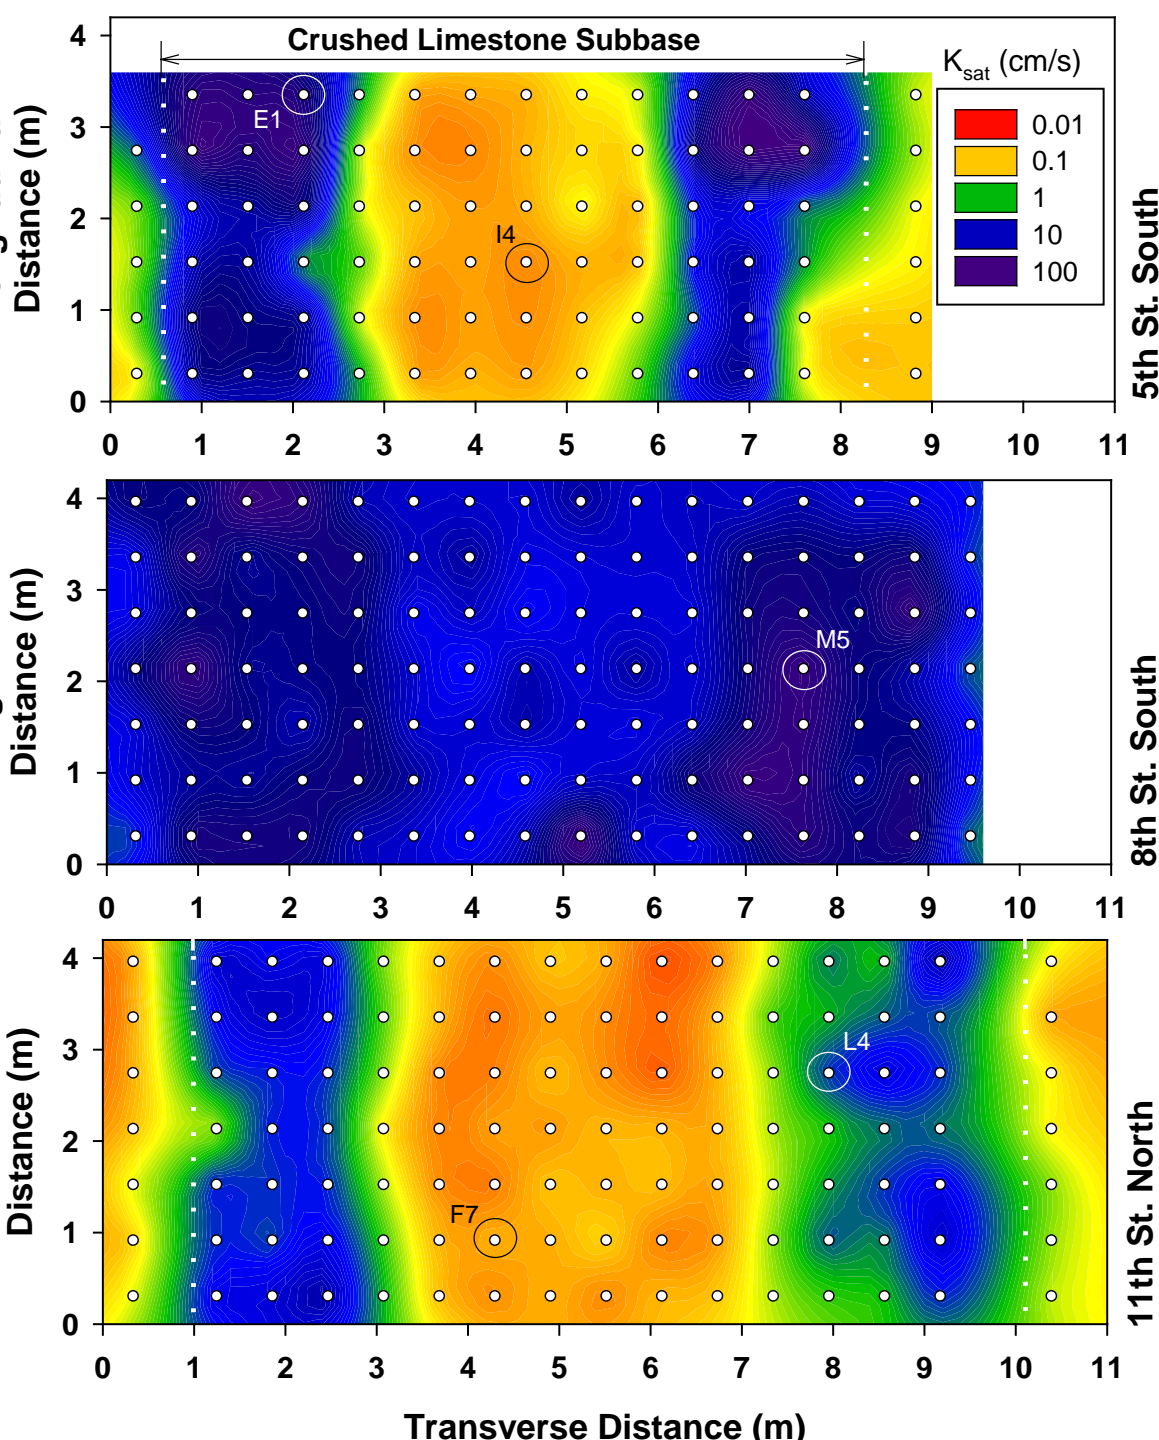 Crushed Limestone Subbase
Ksat (cm/s)
0.01
0.1
1
10
100
E1
I4
4
3
2
1
0
Distance (m)
5th St. South
0 1 2 3 4 5 6 7 8 9 10 11
M5
4
3
2
1
0
Distance (m)
8th St. South
0 1 2 3 4 5 6 7 8 9 10 11
L4
F7
4
3
2
1
0
Distance (m)
11th St. North
0 1 2 3 4 5 6 7 8 9 10 11
Transverse Distance (m)